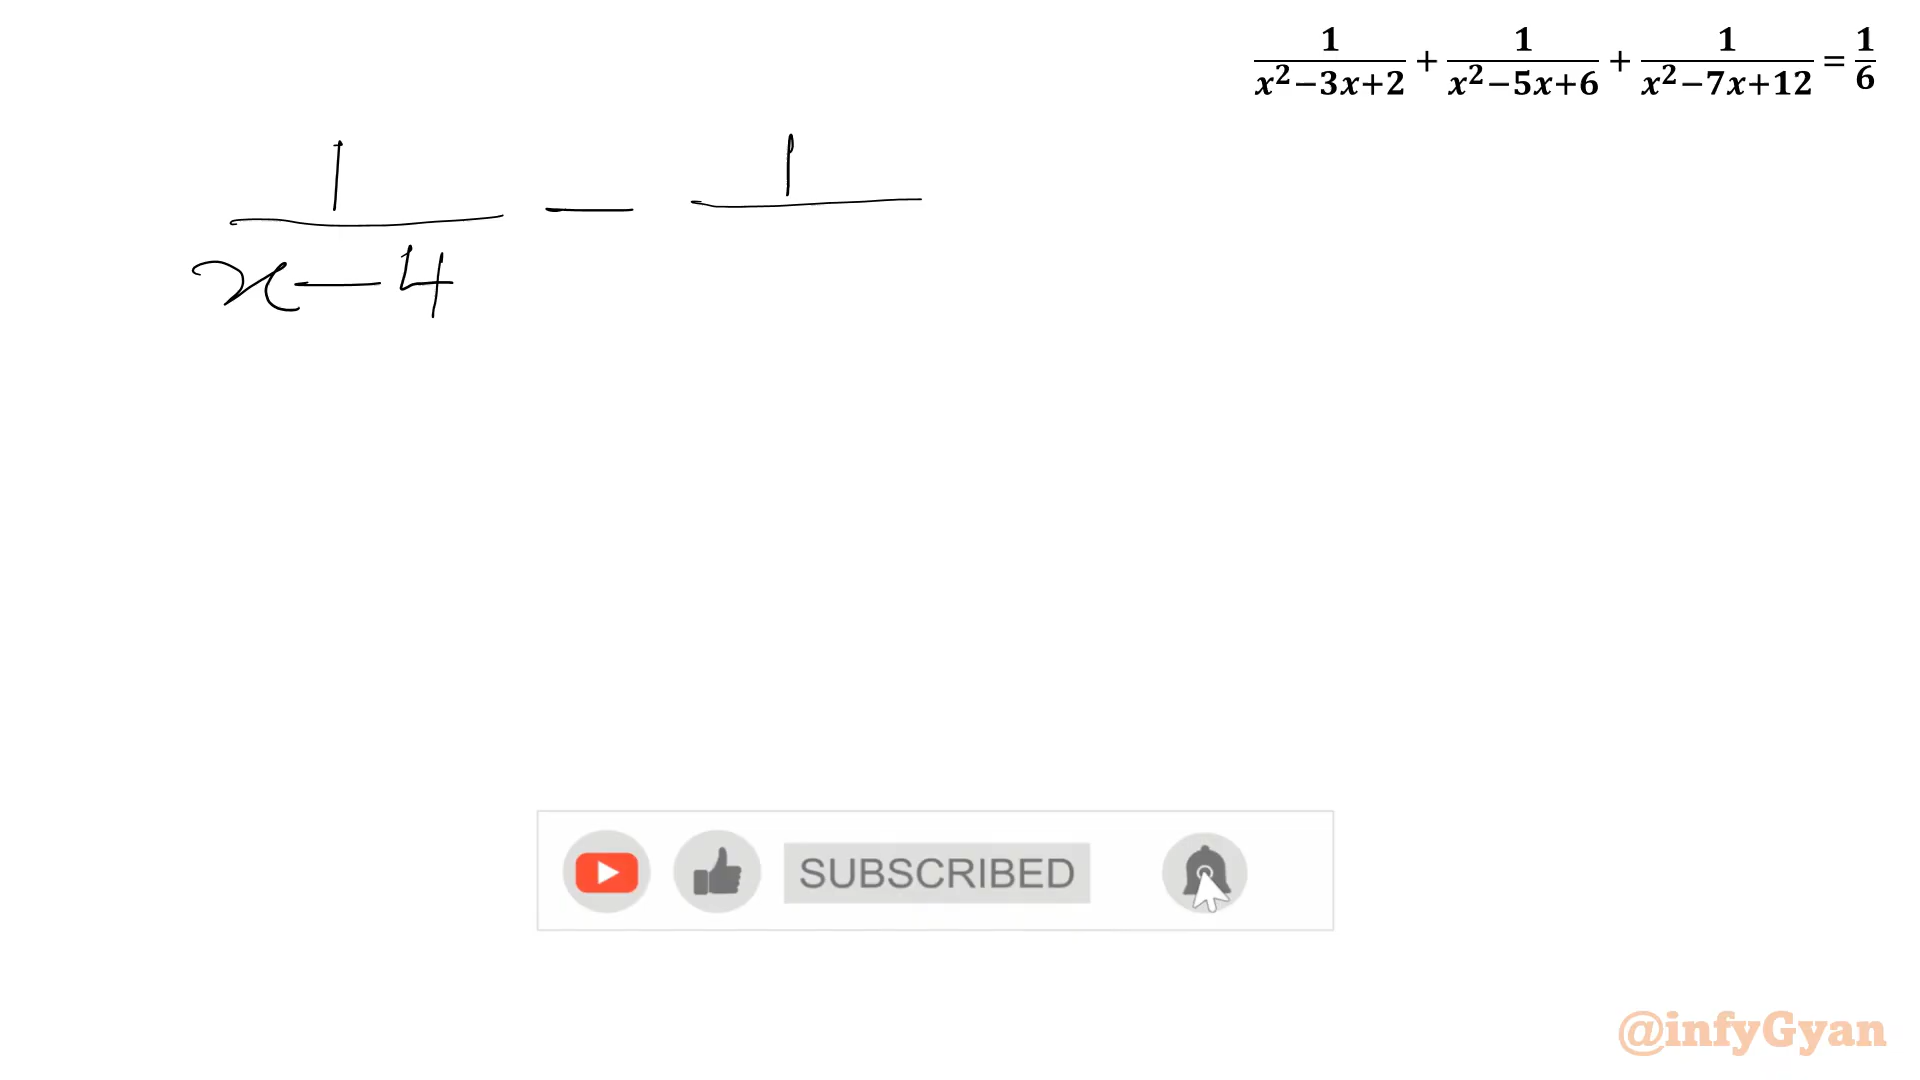 1/(x²−3x+2) + 1/(x²−5x+6) + 1/(x²−7x+12) = 1/6
1/(x−4) − 1/
SUBSCRIBED
@infyGyan